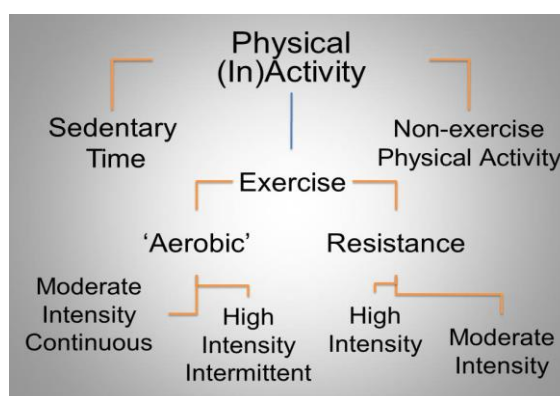 Physical
(In)Activity
Sedentary
Time
Non-exercise
Physical Activity
Exercise
‘Aerobic’
Resistance
Moderate
Intensity
Continuous
High
Intensity
Intermittent
High
Intensity
Moderate
Intensity